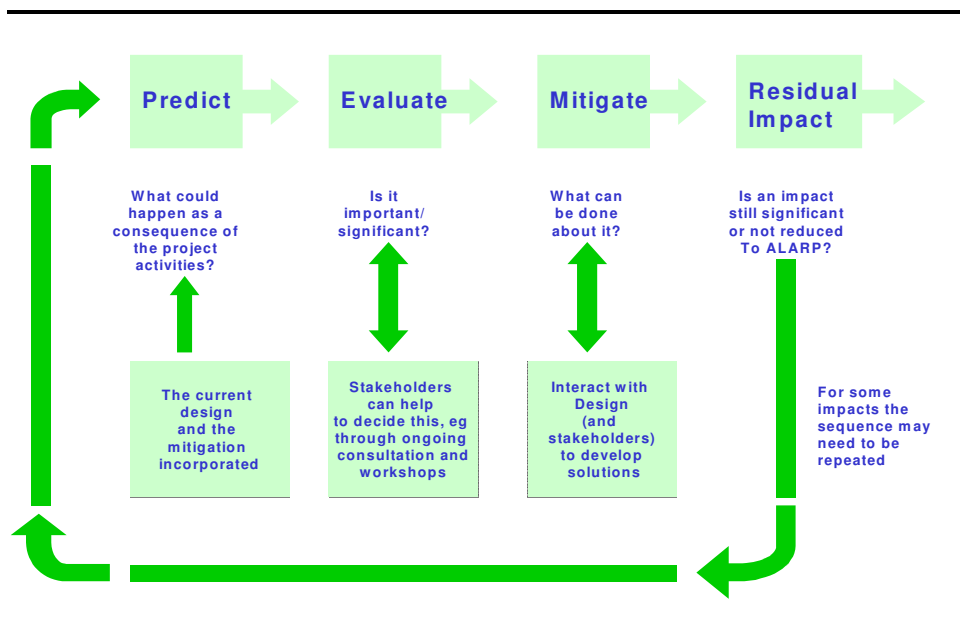 Predict
Evaluate
Mitigate
Residual
Impact
What could
happen as a
consequence of
the project
activities?
Is it
important/
significant?
What can
be done
about it?
Is an impact
still significant
or not reduced
To ALARP?
The current
design
and the
mitigation
incorporated
Stakeholders
can help
to decide this, eg
through ongoing
consultation and
workshops
Interact with
Design
(and
stakeholders)
to develop
solutions
For some
impacts the
sequence may
need to be
repeated